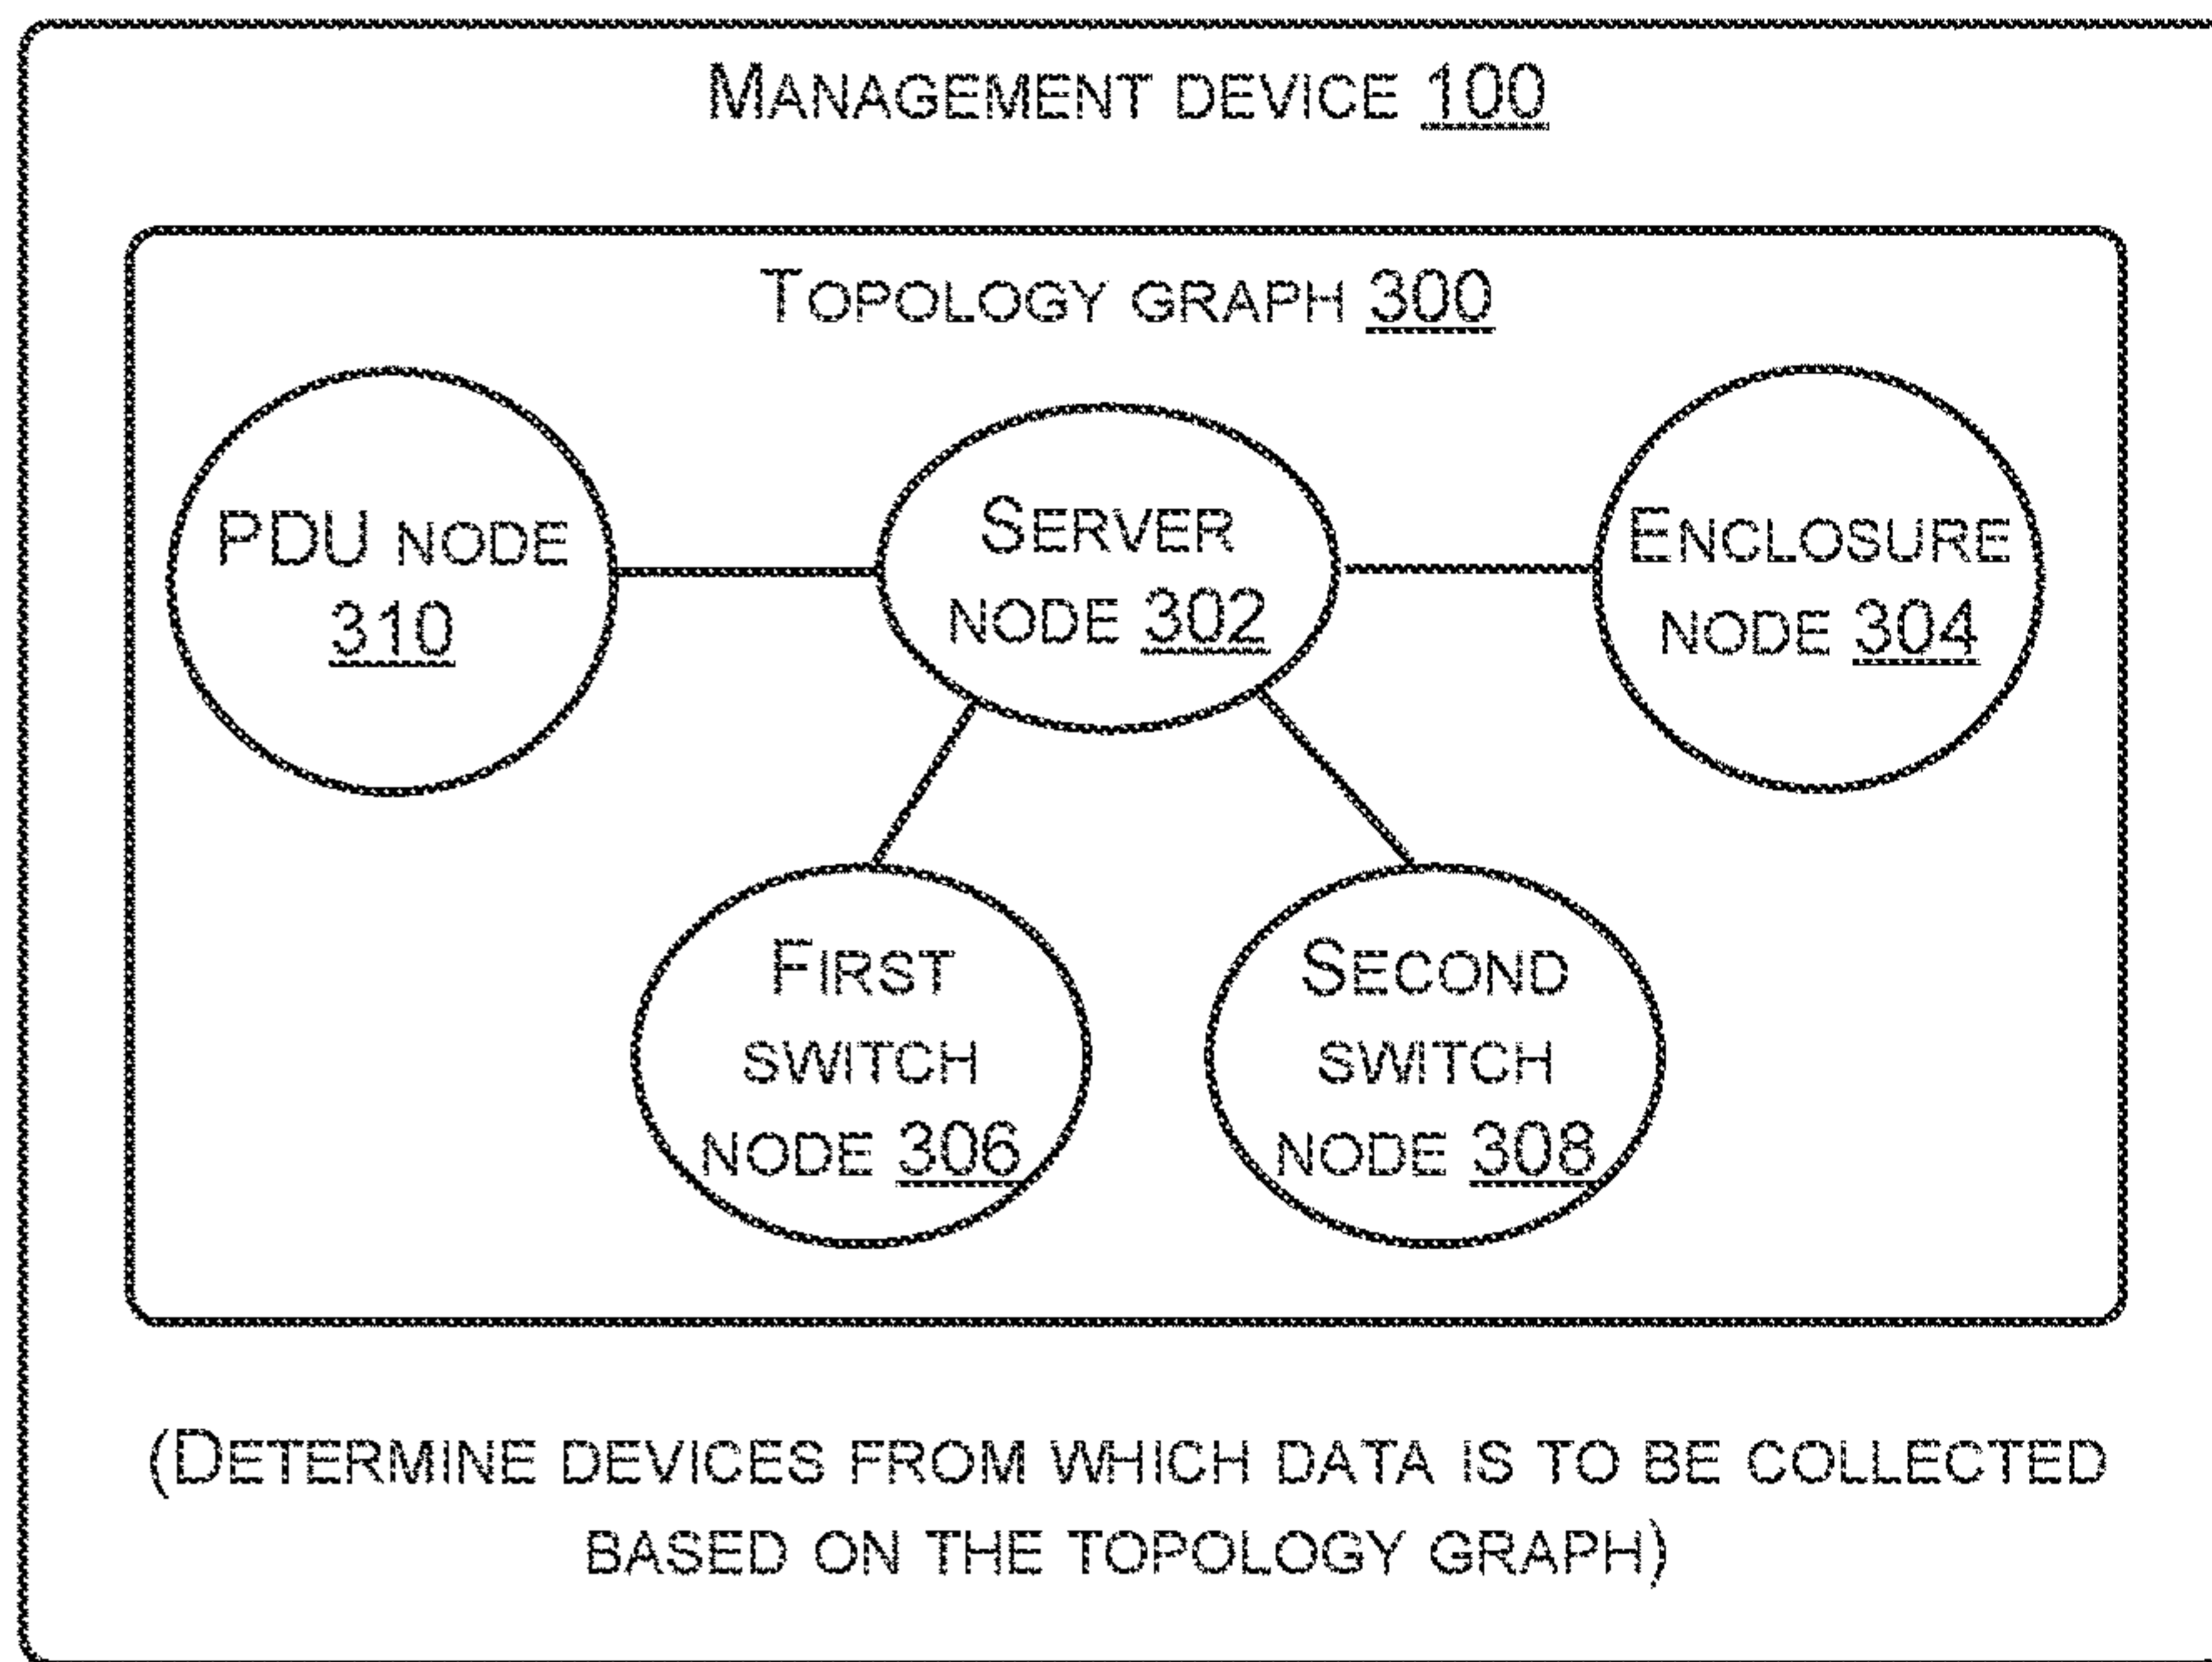 MANAGEMENT DEVICE 100
TOPOLOGY GRAPH 300
PDU NODE
310
SERVER
NODE 302
ENCLOSURE
NODE 304
FIRST
SWITCH
NODE 306
SECOND
SWITCH
NODE 308
(DETERMINE DEVICES FROM WHICH DATA IS TO BE COLLECTED
BASED ON THE TOPOLOGY GRAPH)